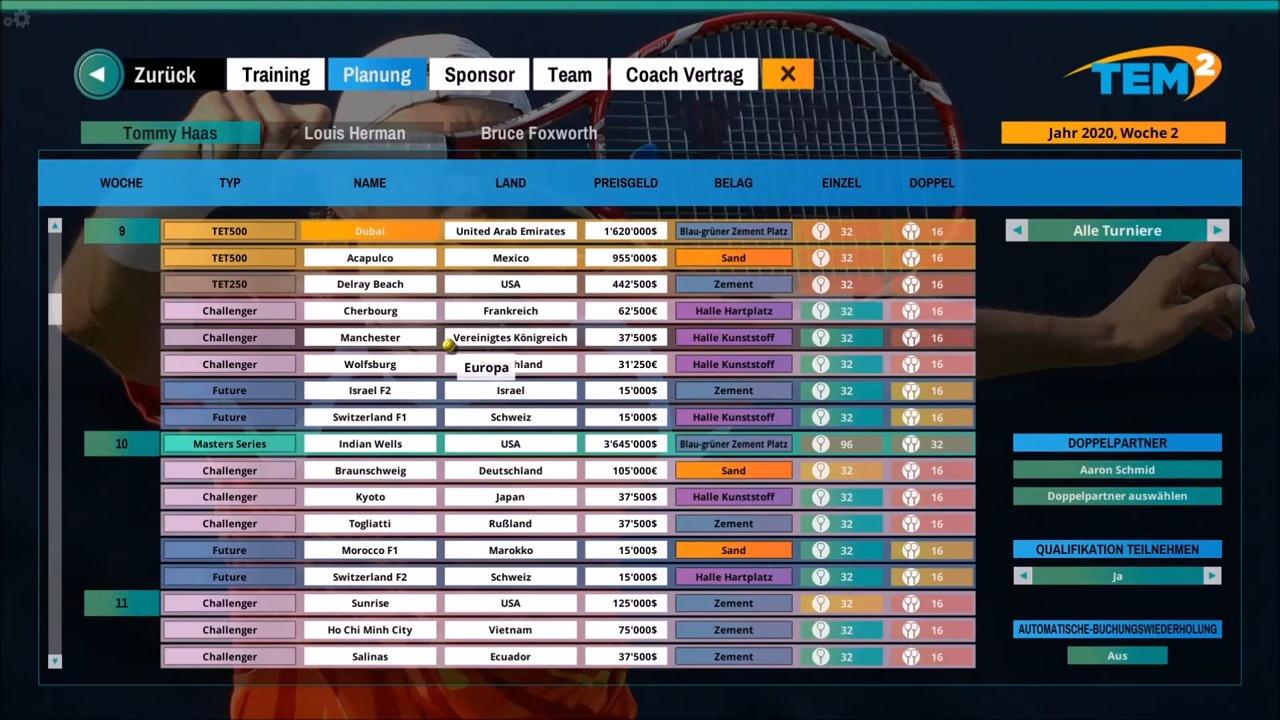 Zurück Training Planung Sponsor Team Coach Vertrag X TEM2
Tommy Haas Louis Herman Bruce Foxworth Jahr 2020, Woche 2
WOCHE TYP NAME LAND PREISGELD BELAG EINZEL DOPPEL
9 TET500 Dubai United Arab Emirates 1'620'000$ Blau-grüner Zement Platz 32 16 Alle Turniere
TET500 Acapulco Mexico 955'000$ Sand 32 16
TET250 Delray Beach USA 442'500$ Zement 32 16
Challenger Cherbourg Frankreich 62'500€ Halle Hartplatz 32 16
Challenger Manchester Vereinigtes Königreich 37'500$ Halle Kunststoff 32 16
Challenger Wolfsburg hland 31'250€ Halle Kunststoff 32 16
Europa
Future Israel F2 Israel 15'000$ Zement 32 16
Future Switzerland F1 Schweiz 15'000$ Halle Kunststoff 32 16
10 Masters Series Indian Wells USA 3'645'000$ Blau-grüner Zement Platz 96 32 DOPPELPARTNER
Challenger Braunschweig Deutschland 105'000€ Sand 32 16 Aaron Schmid
Challenger Kyoto Japan 37'500$ Halle Kunststoff 32 16 Doppelpartner auswählen
Challenger Togliatti Rußland 37'500$ Zement 32 16
Future Morocco F1 Marokko 15'000$ Sand 32 16 QUALIFIKATION TEILNEHMEN
Future Switzerland F2 Schweiz 15'000$ Halle Hartplatz 32 16 Ja
11 Challenger Sunrise USA 125'000$ Zement 32 16
Challenger Ho Chi Minh City Vietnam 75'000$ Zement 32 16 AUTOMATISCHE-BUCHUNGSWIEDERHOLUNG
Challenger Salinas Ecuador 37'500$ Zement 32 16 Aus